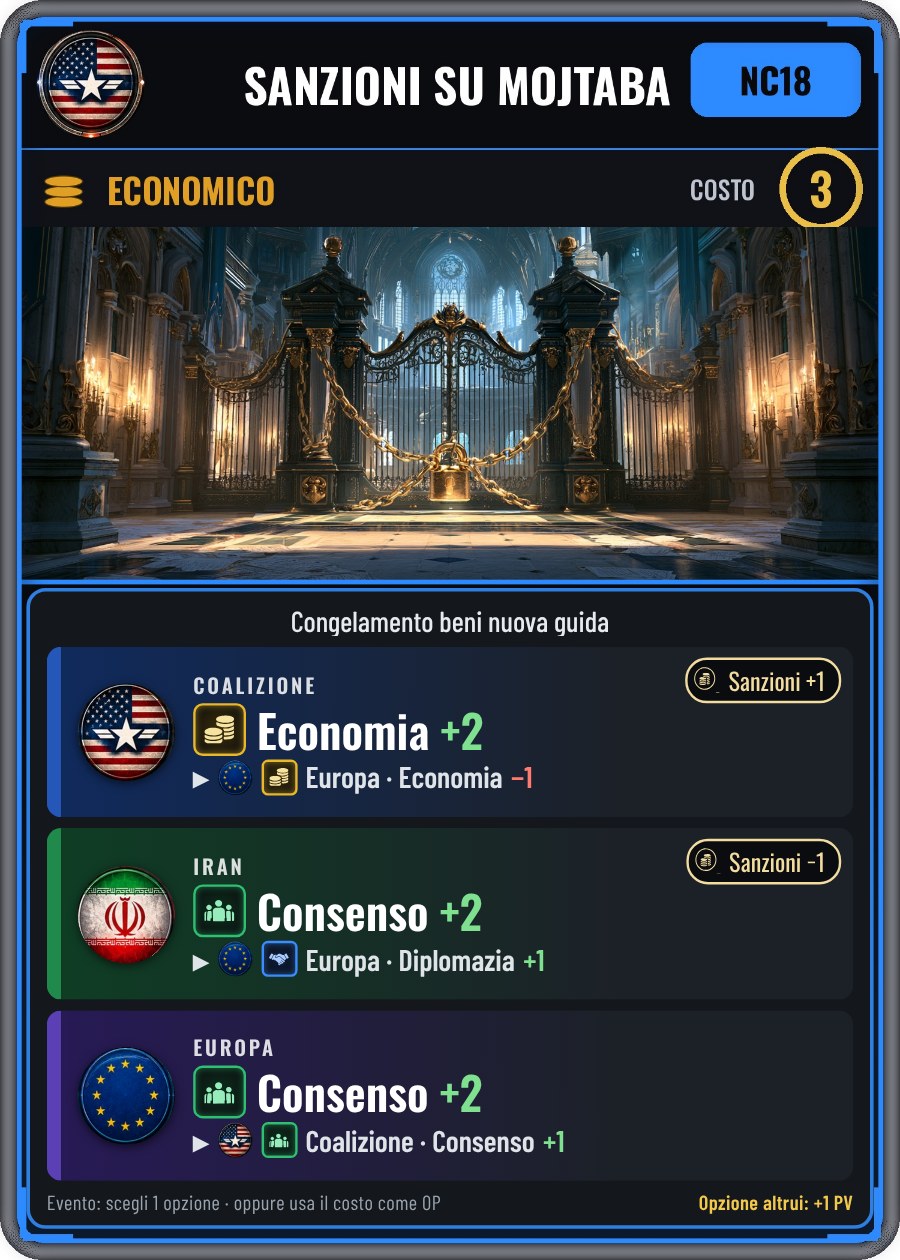 SANZIONI SU MOJTABA
NC18
ECONOMICO
COSTO
3
Congelamento beni nuova guida
COALIZIONE
Sanzioni +1
Economia +2
▶ Europa · Economia −1
IRAN
Sanzioni −1
Consenso +2
▶ Europa · Diplomazia +1
EUROPA
Consenso +2
▶ Coalizione · Consenso +1
Evento: scegli 1 opzione · oppure usa il costo come OP
Opzione altrui: +1 PV